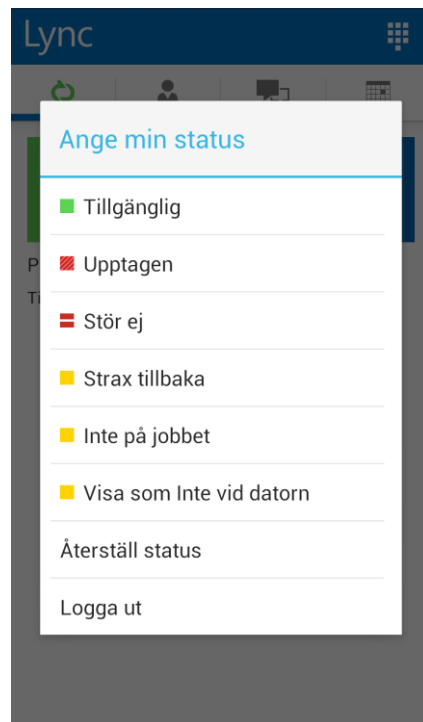 Lync
Ange min status
Tillgänglig
P
Upptagen
Ti
Stör ej
Strax tillbaka
Inte på jobbet
Visa som Inte vid datorn
Återställ status
Logga ut